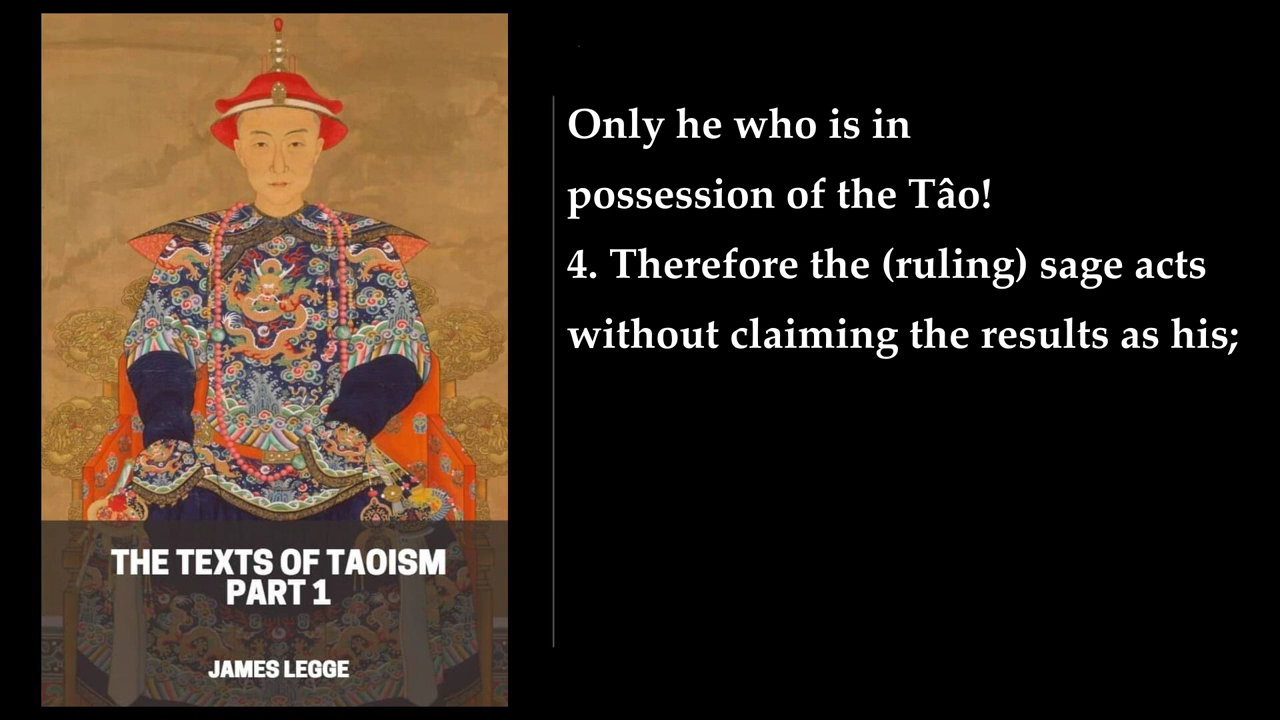 THE TEXTS OF TAOISM
PART 1
JAMES LEGGE
Only he who is in
possession of the Tâo!
4. Therefore the (ruling) sage acts
without claiming the results as his;